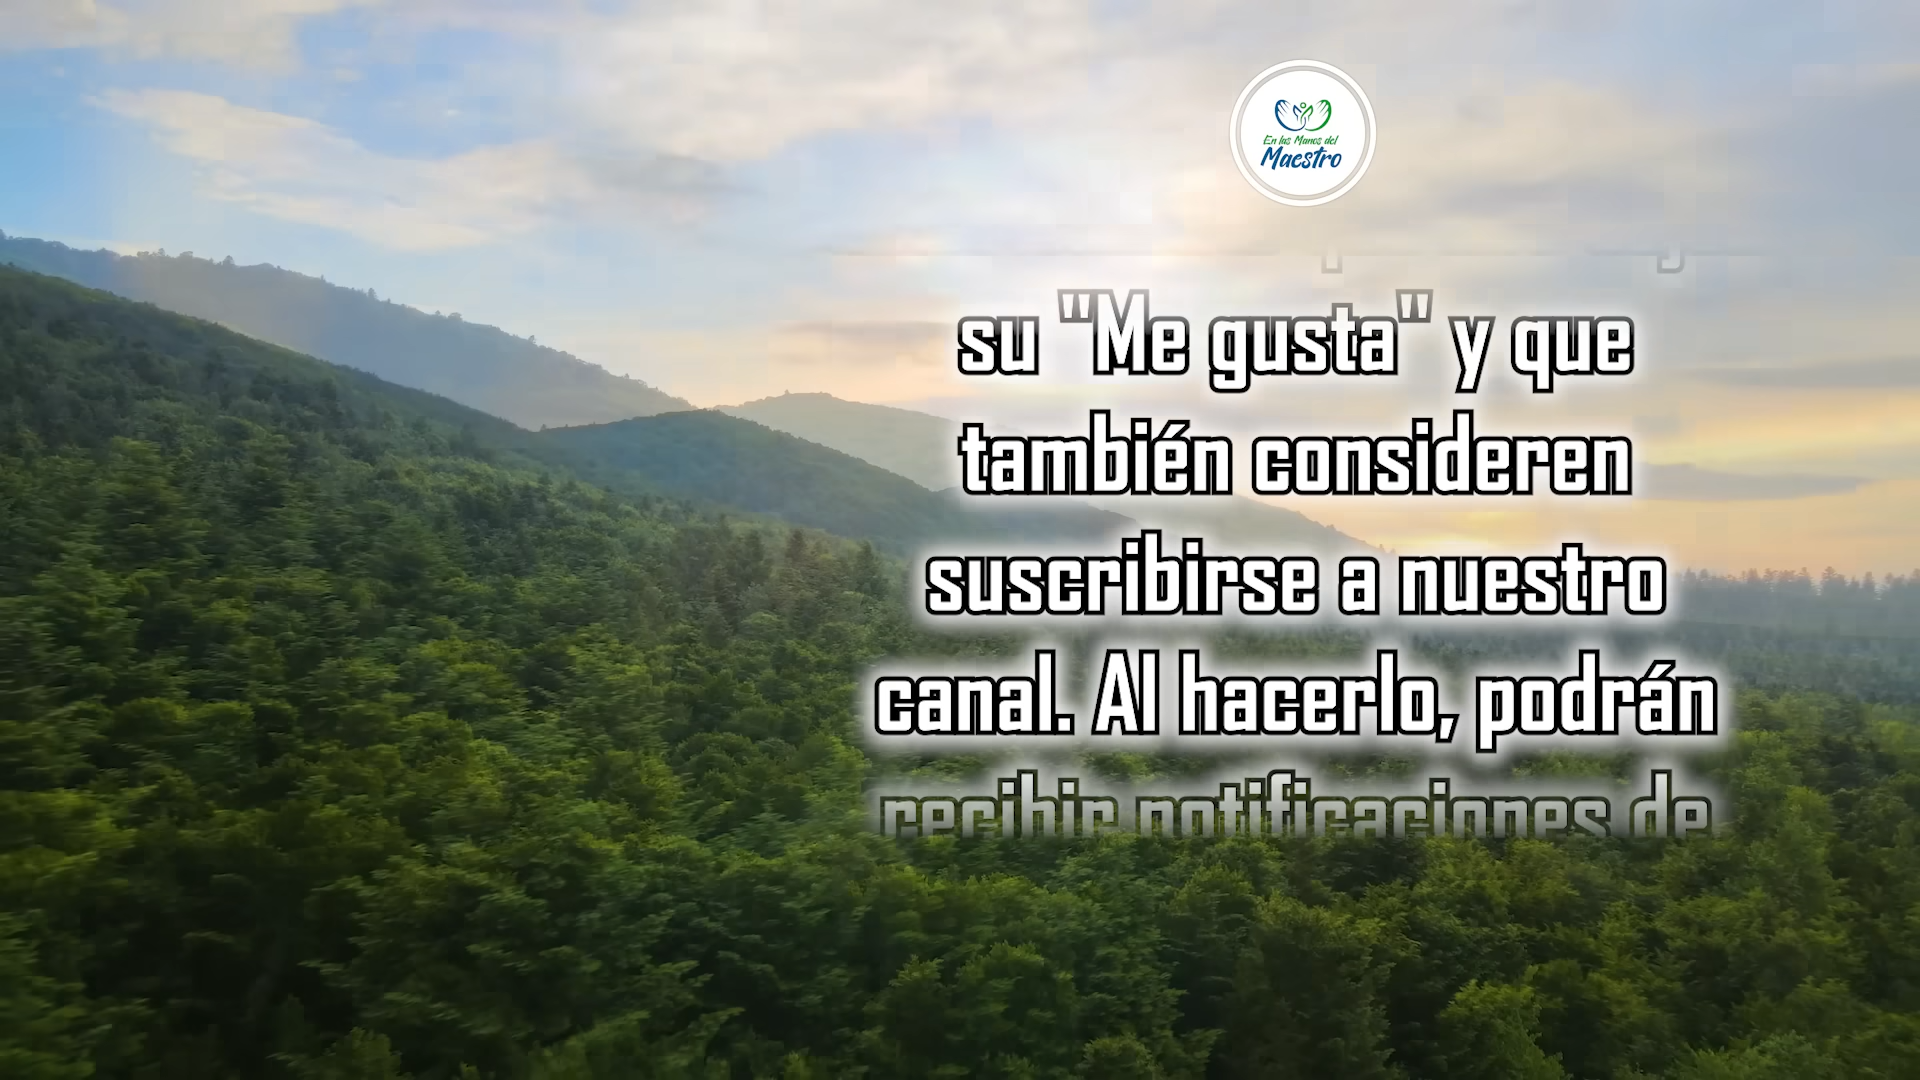 En las Manos del
Maestro
su "Me gusta" y que
también consideren
suscribirse a nuestro
canal. Al hacerlo, podrán
recibir notificaciones de